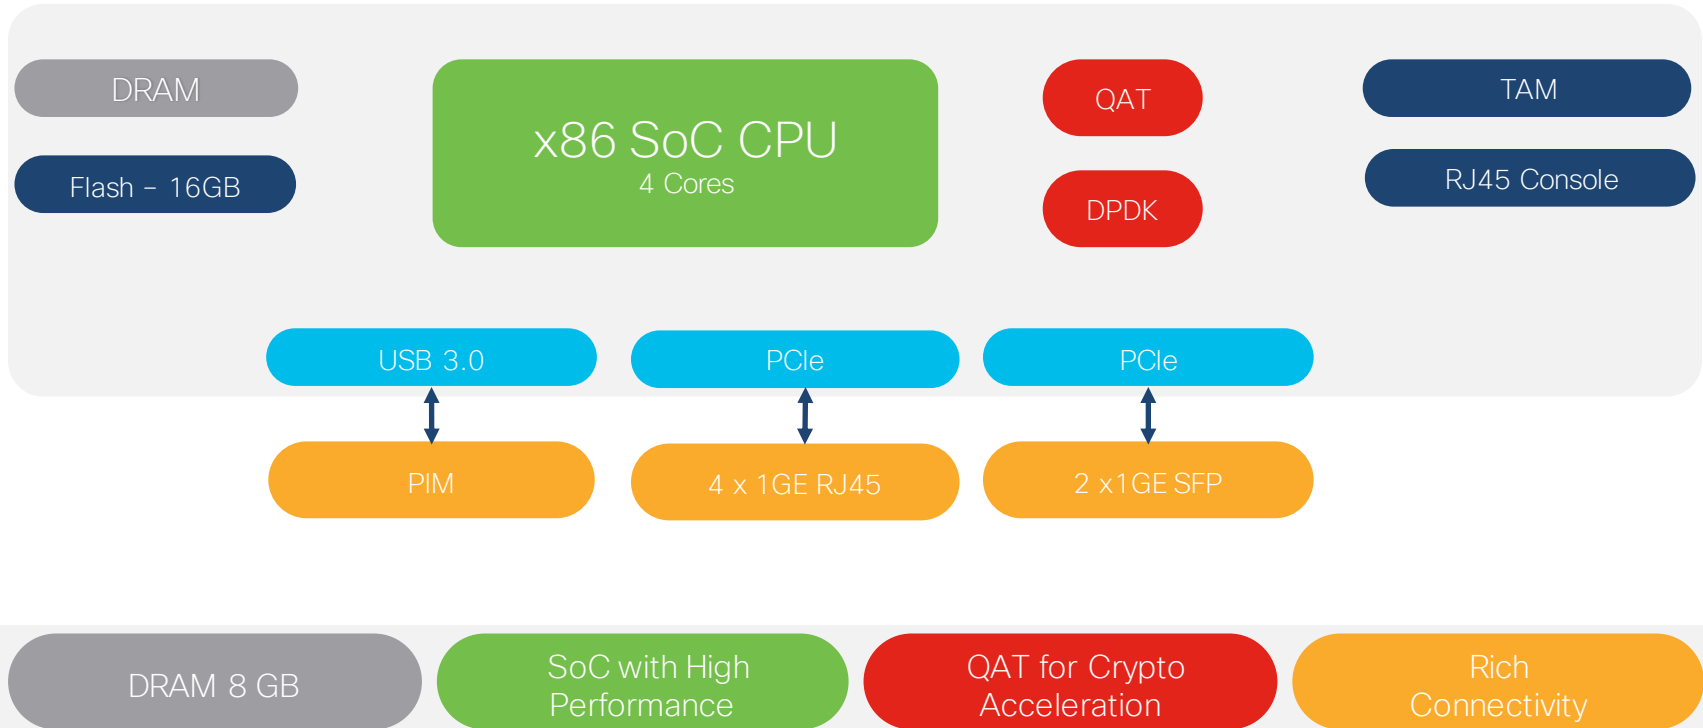 DRAM
Flash – 16GB
x86 SoC CPU
4 Cores
QAT
DPDK
TAM
RJ45 Console
USB 3.0
PCIe
PCIe
PIM
4 x 1GE RJ45
2 x1GE SFP
DRAM 8 GB
SoC with High
Performance
QAT for Crypto
Acceleration
Rich
Connectivity